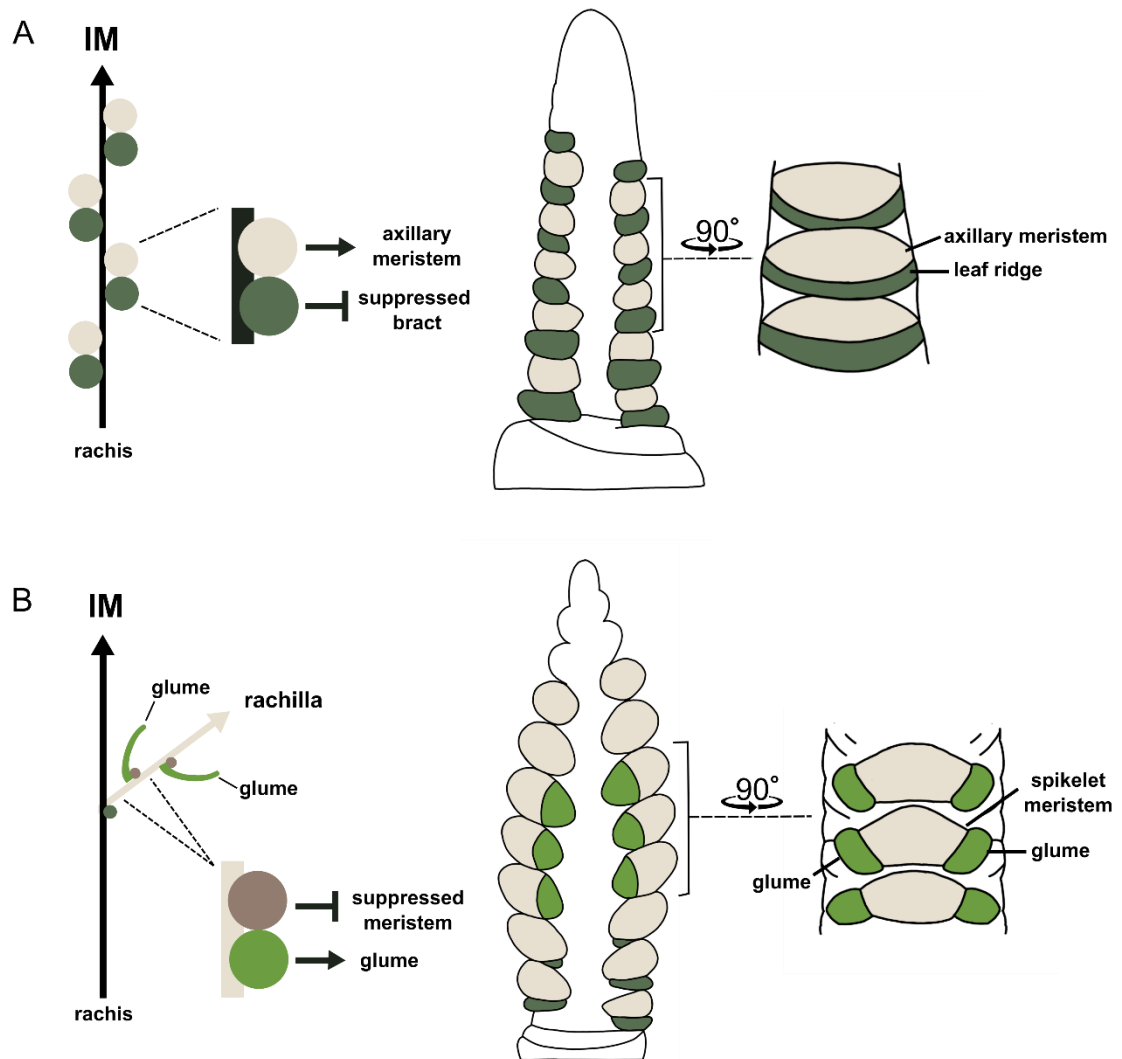 A
IM
axillary
meristem
suppressed
bract
rachis
90°
axillary meristem
leaf ridge
B
IM
glume
rachilla
glume
suppressed
meristem
glume
rachis
90°
spikelet
meristem
glume
glume